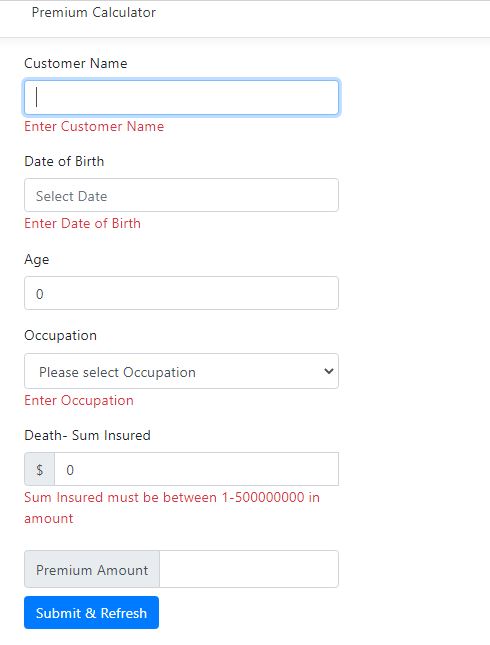 Premium Calculator
Customer Name
Enter Customer Name
Date of Birth
Select Date
Enter Date of Birth
Age
0
Occupation
Please select Occupation
Enter Occupation
Death- Sum Insured
$ 0
Sum Insured must be between 1-500000000 in
amount
Premium Amount
Submit & Refresh